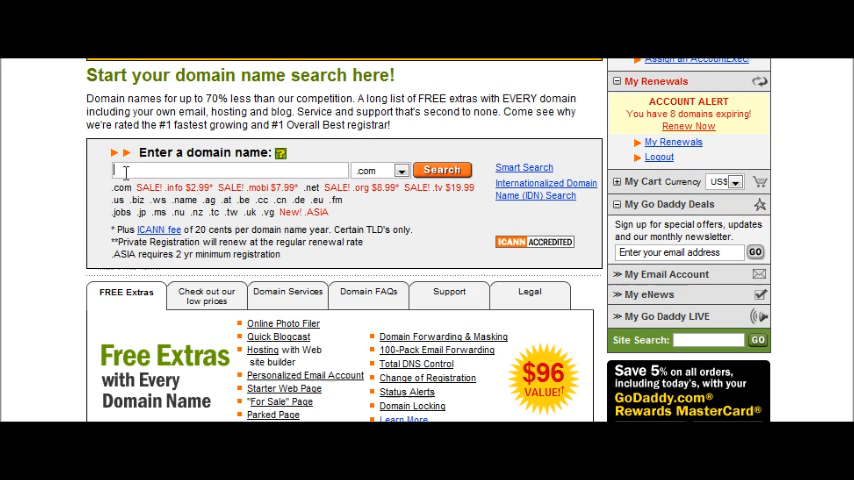 Start your domain name search here!
Domain names for up to 70% less than our competition. A long list of FREE extras with EVERY domain
including your own email, hosting and blog. Service and support that's second to none. Come see why
we're rated the #1 fastest growing and #1 Overall Best registrar!
Enter a domain name: ?
.com Search
.com SALE! .info $2.99* SALE! .mobi $7.99* .net SALE! .org $8.99* SALE! .tv $19.99
.us .biz .ws .name .ag .at .be .cc .cn .de .eu .fm
.jobs .jp .ms .nu .nz .tc .tw .uk .vg New! .ASIA
* Plus ICANN fee of 20 cents per domain name year. Certain TLD's only.
**Private Registration will renew at the regular renewal rate
.ASIA requires 2 yr minimum registration
Smart Search
Internationalized Domain
Name (IDN) Search
ICANN ACCREDITED
FREE Extras
Check out our
low prices
Domain Services
Domain FAQs
Support
Legal
Free Extras
with Every
Domain Name
Online Photo Filer
Quick Blogcast
Hosting with Web
site builder
Personalized Email Account
Starter Web Page
"For Sale" Page
Parked Page
Domain Forwarding & Masking
100-Pack Email Forwarding
Total DNS Control
Change of Registration
Status Alerts
Domain Locking
Learn More
$96
VALUE!†
Assign an AccountExec!
My Renewals
ACCOUNT ALERT
You have 8 domains expiring!
Renew Now
My Renewals
Logout
My Cart Currency US$
My Go Daddy Deals
Sign up for special offers, updates
and our monthly newsletter.
Enter your email address GO
>> My Email Account
>> My eNews
>> My Go Daddy LIVE
Site Search: GO
Save 5% on all orders,
including today's, with your
GoDaddy.com®
Rewards MasterCard®